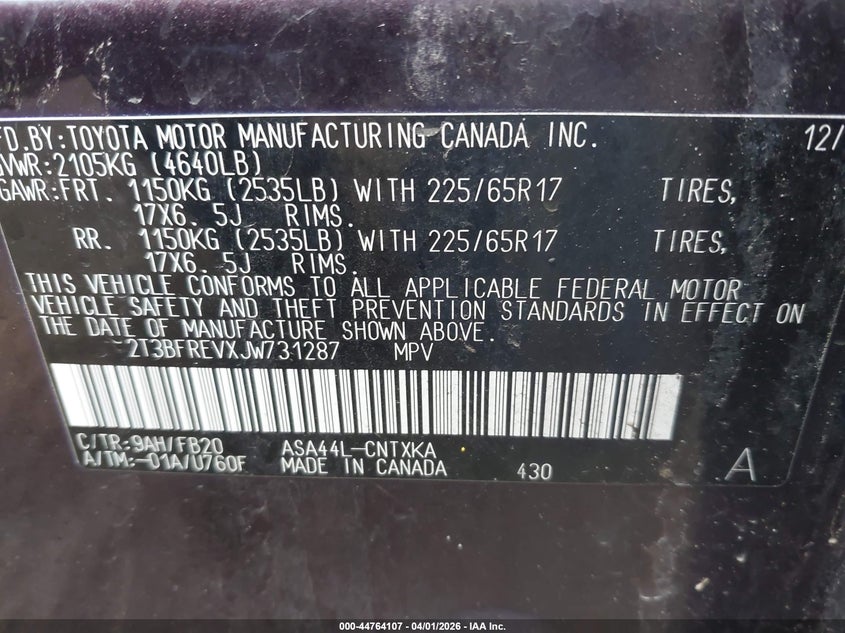 FD. BY:TOYOTA MOTOR MANUFACTURING CANADA INC. 12/
GVWR:2105KG (4640LB)
GAWR:FRT. 1150KG (2535LB) WITH 225/65R17 TIRES,
17X6. 5J RIMS.
RR. 1150KG (2535LB) WITH 225/65R17 TIRES,
17X6. 5J RIMS.
THIS VEHICLE CONFORMS TO ALL APPLICABLE FEDERAL MOTOR
VEHICLE SAFETY AND THEFT PREVENTION STANDARDS IN EFFECT ON
THE DATE OF MANUFACTURE SHOWN ABOVE.
2T3BFREVXJW731287 MPV
C/TR:9AH/FB20 ASA44L-CNTXKA
A/TM:-01A/U760F MADE IN CANADA 430 A
000-44764107 - 04/01/2026 - IAA Inc.